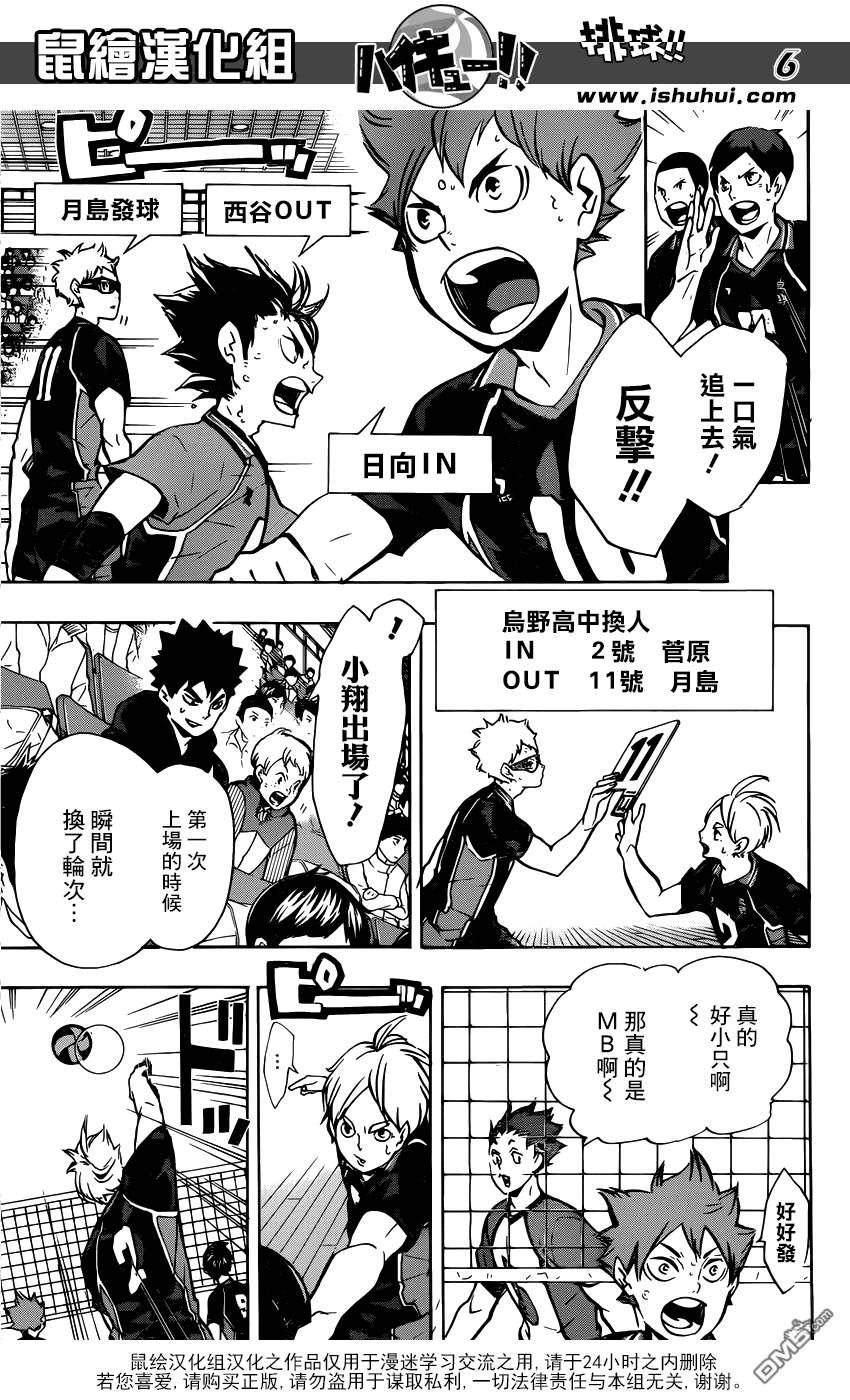 鼠繪漢化組
ハイキュー!!
排球!!
6
www.ishuhui.com
ピーッ
一口氣
追上去！
反擊!!
西谷OUT
月島發球
11
日向IN
烏野高中換人
IN 2號 菅原
OUT 11號 月島
11
！
小翔出場了！
第一次
上場的時候
瞬間就
換了輪次…
真的
好小只啊
～
那真的是
MB啊～
好好發
ピーッ
…
ドッ
鼠绘汉化组汉化之作品仅用于漫迷学习交流之用, 请于24小时之内删除
若您喜爱, 请购买正版, 请勿盗用于谋取私利, 一切法律责任与本组无关, 谢谢.